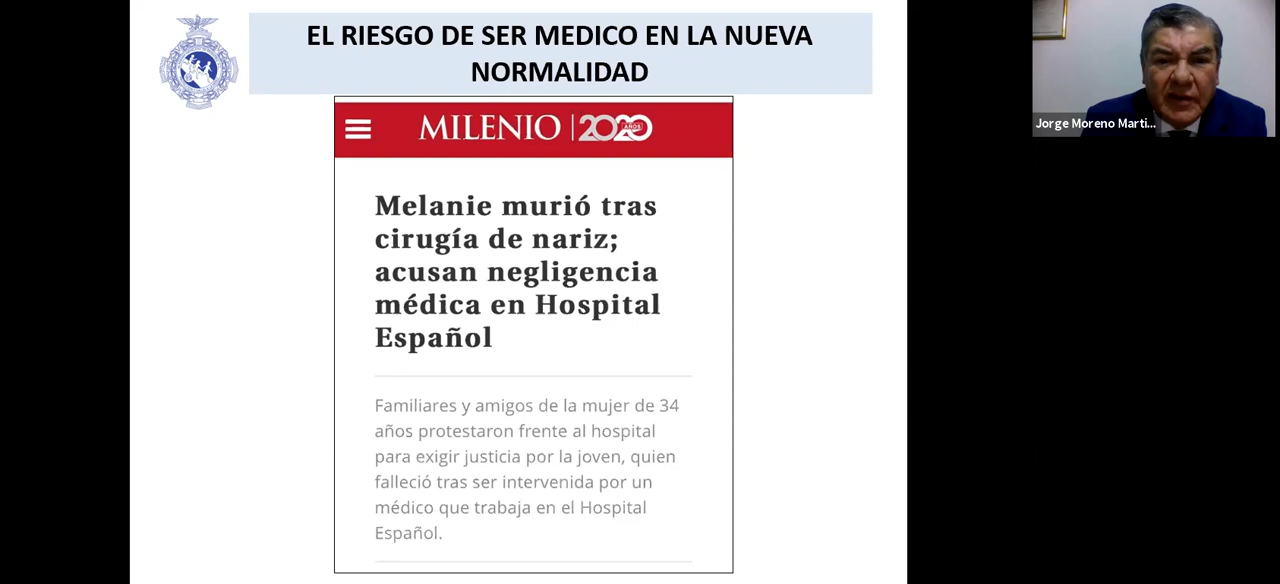 EL RIESGO DE SER MEDICO EN LA NUEVA
NORMALIDAD
MILENIO | 2020
AÑOS
Melanie murió tras
cirugía de nariz;
acusan negligencia
médica en Hospital
Español
Familiares y amigos de la mujer de 34
años protestaron frente al hospital
para exigir justicia por la joven, quien
falleció tras ser intervenida por un
médico que trabaja en el Hospital
Español.
Jorge Moreno Marti...